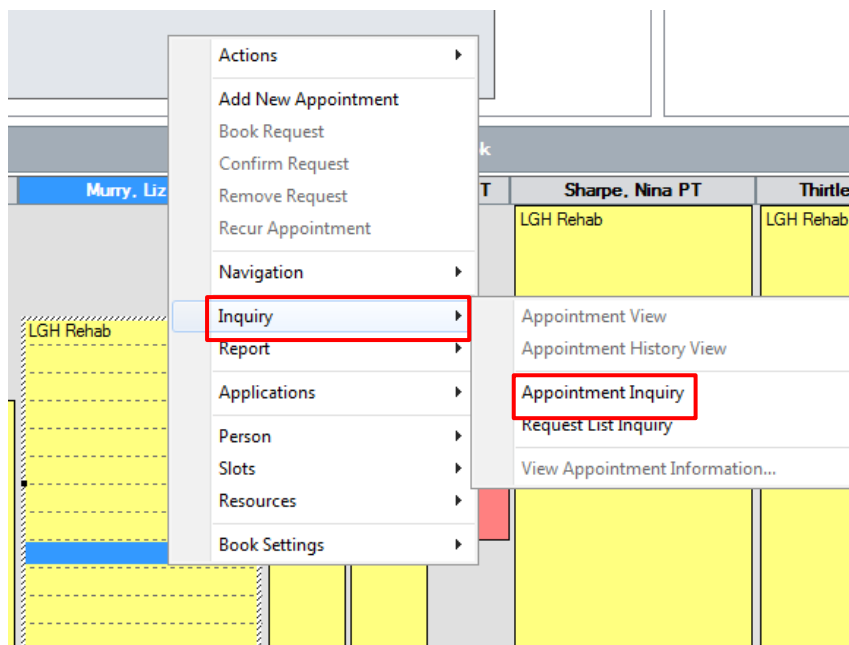 Actions
Add New Appointment
Book Request
k
Confirm Request
Remove Request
Murry, Liz
T
Sharpe, Nina PT
Thirtle
Recur Appointment
LGH Rehab
LGH Rehab
Navigation
Inquiry
Appointment View
LGH Rehab
Report
Appointment History View
Applications
Appointment Inquiry
Request List Inquiry
Person
Slots
View Appointment Information...
Resources
Book Settings